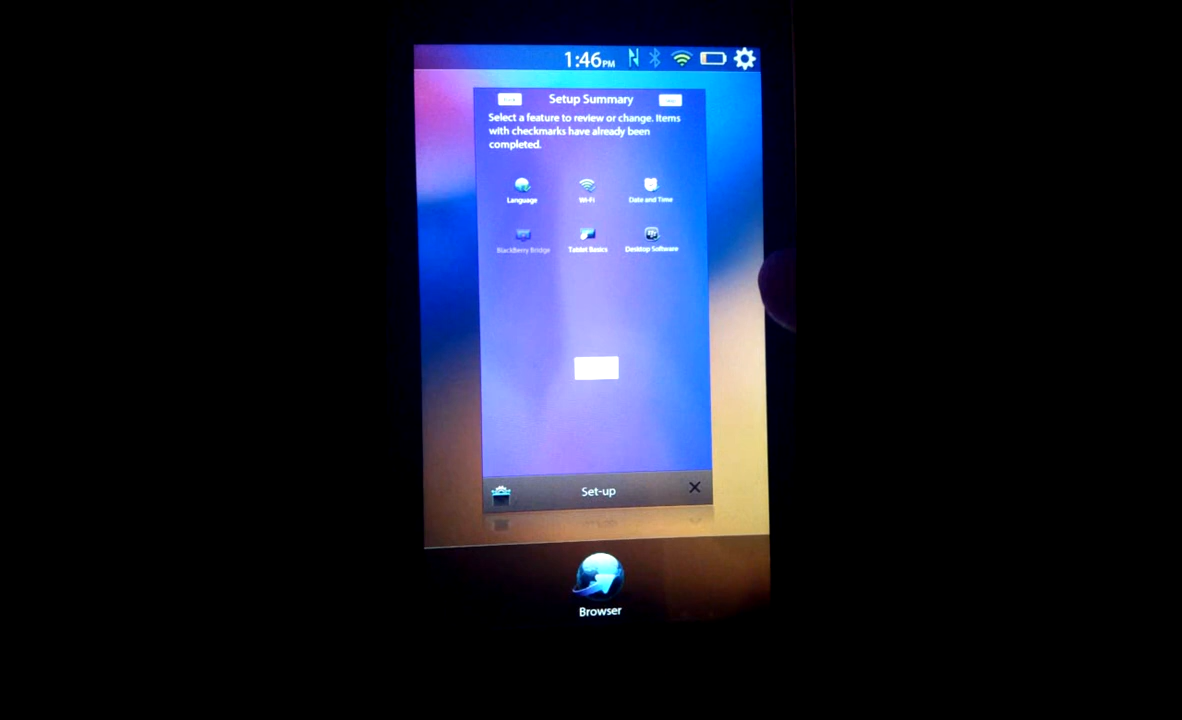 1:46PM
Setup Summary
Select a feature to review or change. Items
with checkmarks have already been
completed.
Language
Wi-Fi
Date and Time
BlackBerry Bridge
Tablet Basics
Desktop Software
Set-up
Browser